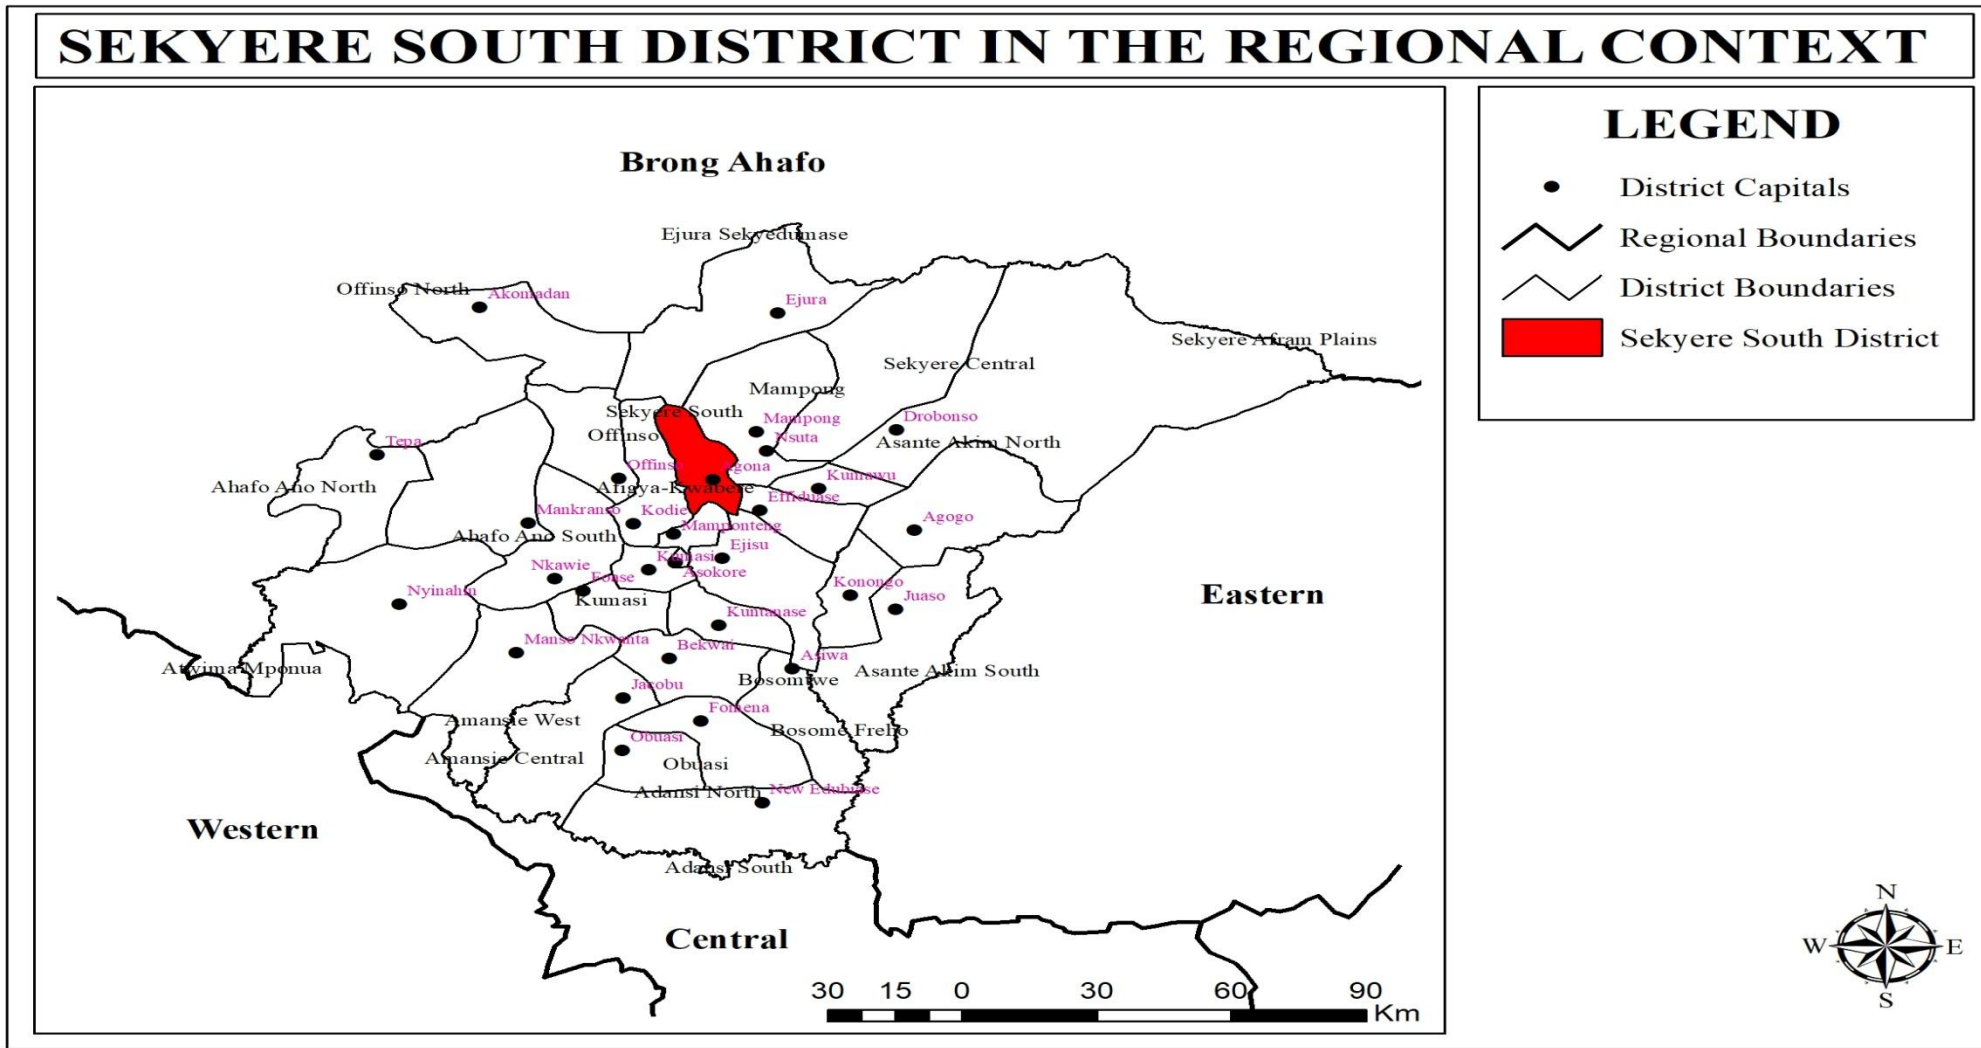 SEKYERE SOUTH DISTRICT IN THE REGIONAL CONTEXT
LEGEND
District Capitals
Regional Boundaries
District Boundaries
Sekyere South District
Brong Ahafo
Ejura Sekyedumase
Offinso North
Akomadan
Ejura
Sekyere Afram Plains
Sekyere Central
Mampong
Sekyere South
Mampong
Drobonso
Offinso
Nsuta
Asante Akim North
Tepa
Offinso
Agona
Kumawu
Ahafo Ano North
Afigya-Kwabere
Effiduase
Mankranso
Kodie
Mamponteng
Agogo
Ahafo Ano South
Ejisu
Kumasi
Asokore
Nkawie
Foase
Konongo
Nyinahin
Kumasi
Juaso
Eastern
Kuntanase
Manso Nkwanta
Bekwai
Asiwa
Atwima Mponua
Bosomtwe
Asante Akim South
Jacobu
Fomena
Amansie West
Bosome Freho
Obuasi
Amansie Central
Obuasi
Adansi North
New Edubiase
Western
Adansi South
Central
30 15 0 30 60 90
Km
N
W E
S